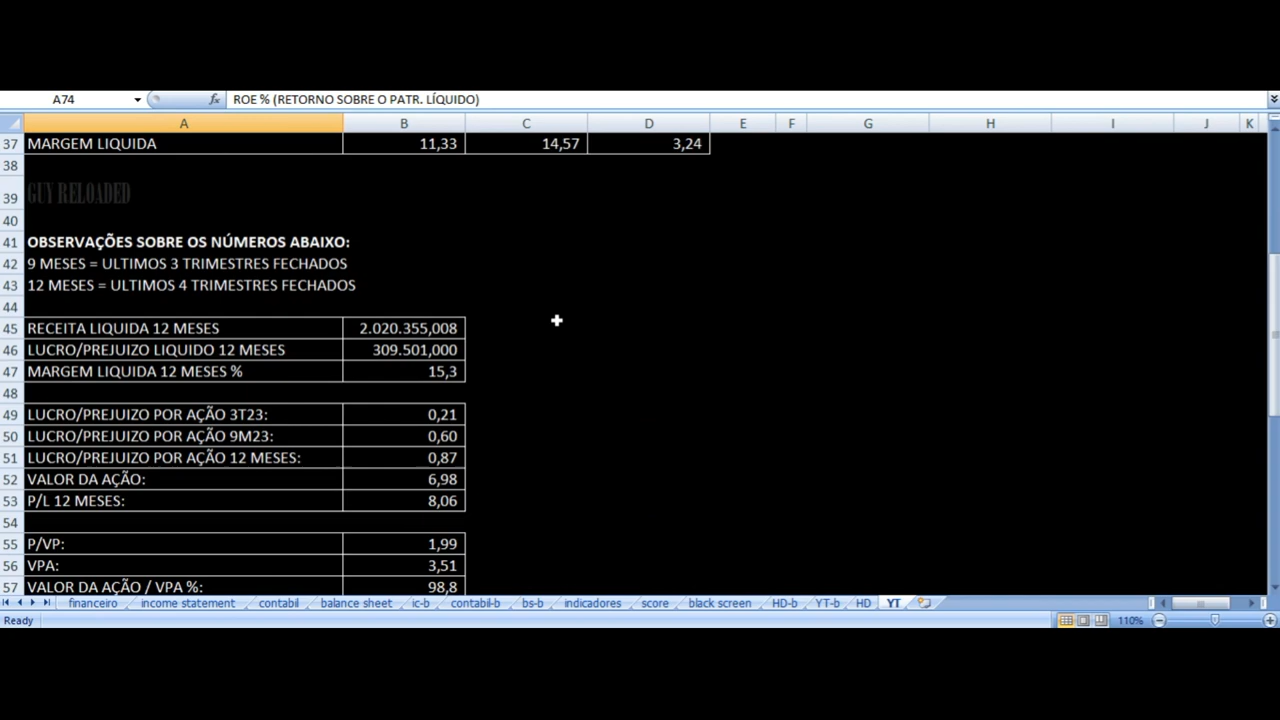 A74 fx ROE % (RETORNO SOBRE O PATR. LÍQUIDO)
A B C D E F G H I J K
37 MARGEM LIQUIDA 11,33 14,57 3,24
38
39 GUY RELOADED
40
41 OBSERVAÇÕES SOBRE OS NÚMEROS ABAIXO:
42 9 MESES = ULTIMOS 3 TRIMESTRES FECHADOS
43 12 MESES = ULTIMOS 4 TRIMESTRES FECHADOS
44
45 RECEITA LIQUIDA 12 MESES 2.020.355,008
46 LUCRO/PREJUIZO LIQUIDO 12 MESES 309.501,000
47 MARGEM LIQUIDA 12 MESES % 15,3
48
49 LUCRO/PREJUIZO POR AÇÃO 3T23: 0,21
50 LUCRO/PREJUIZO POR AÇÃO 9M23: 0,60
51 LUCRO/PREJUIZO POR AÇÃO 12 MESES: 0,87
52 VALOR DA AÇÃO: 6,98
53 P/L 12 MESES: 8,06
54
55 P/VP: 1,99
56 VPA: 3,51
57 VALOR DA AÇÃO / VPA %: 98,8
financeiro income statement contabil balance sheet ic-b contabil-b bs-b indicadores score black screen HD-b YT-b HD YT
Ready 110%